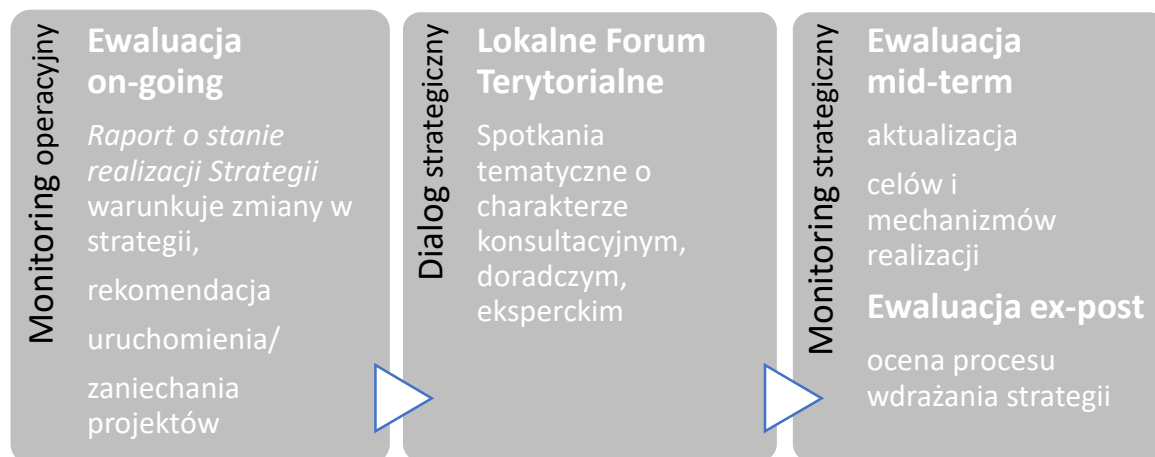 Monitoring operacyjny
Ewaluacja
on-going
Raport o stanie
realizacji Strategii
warunkuje zmiany w
strategii,
rekomendacja
uruchomienia/
zaniechania
projektów
Dialog strategiczny
Lokalne Forum
Terytorialne
Spotkania
tematyczne o
charakterze
konsultacyjnym,
doradczym,
eksperckim
Monitoring strategiczny
Ewaluacja
mid-term
aktualizacja
celów i
mechanizmów
realizacji
Ewaluacja ex-post
ocena procesu
wdrażania strategii